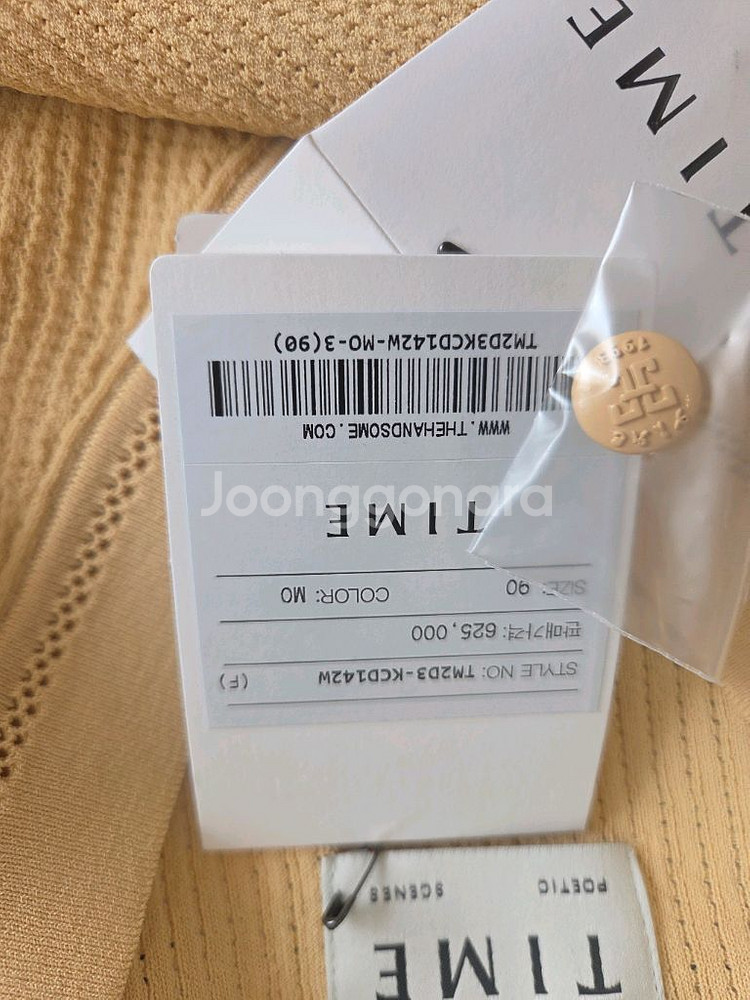 TIME
STYLE NO: TM2D3-KCD142W (F)
판매가격: 625,000
SIZE: 90 COLOR: MO
TIME
WWW.THEHANDSOME.COM
TM2D3KCD142W-MO-3(90)
1993
TIME
POETIC SCENES
Joonggonara